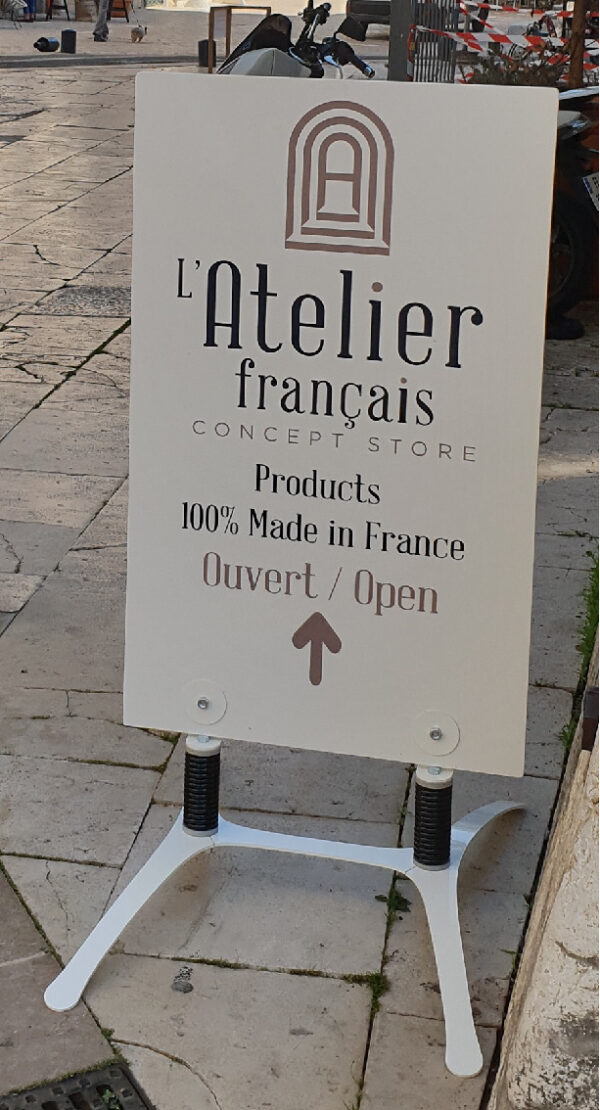 L'Atelier
français
CONCEPT STORE
Products
100% Made in France
Ouvert / Open